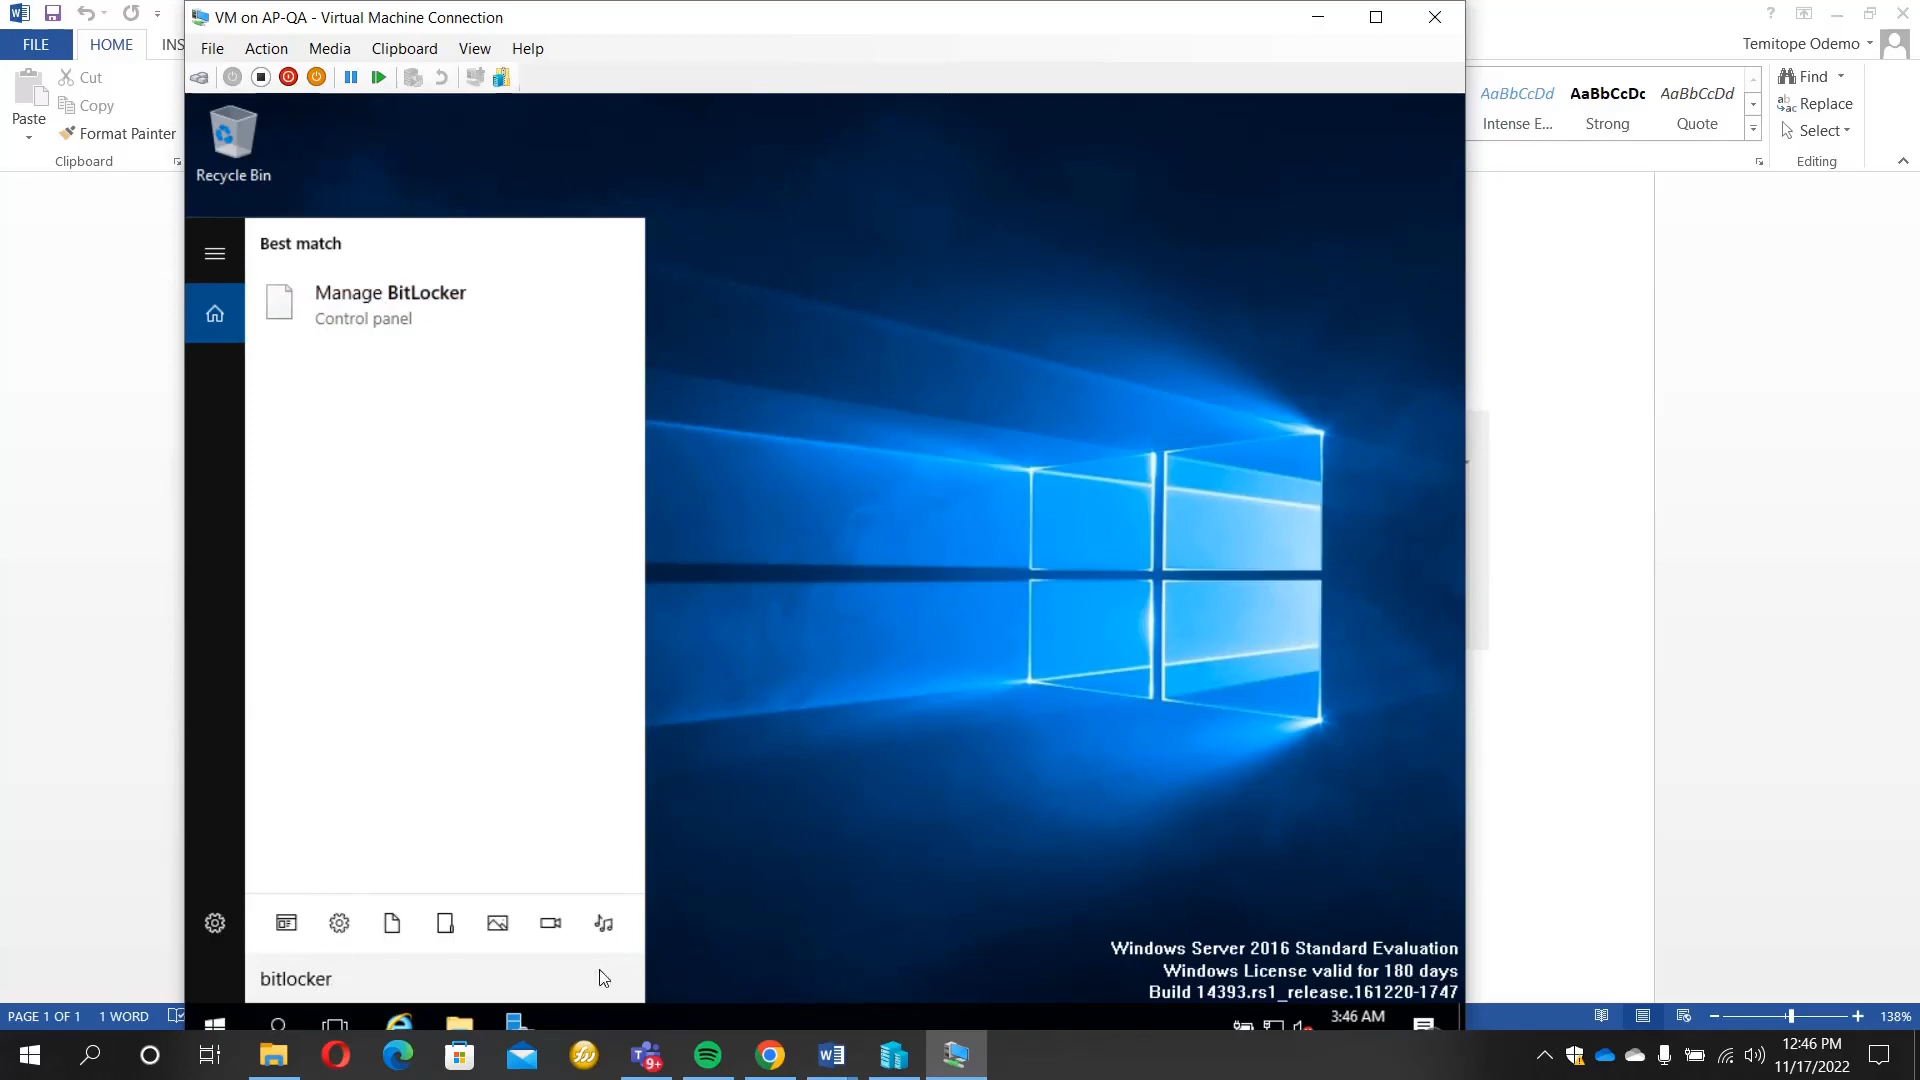 VM on AP-QA - Virtual Machine Connection
File Action Media Clipboard View Help
FILE HOME INS
Temitope Odemo
Cut
Copy
Paste
Format Painter
Clipboard
AaBbCcDd AaBbCcDc AaBbCcDd
Intense E... Strong Quote
Find
Replace
Select
Editing
Recycle Bin
Best match
Manage BitLocker
Control panel
bitlocker
Windows Server 2016 Standard Evaluation
Windows License valid for 180 days
Build 14393.rs1_release.161220-1747
3:46 AM
PAGE 1 OF 1 1 WORD
138%
9+
12:46 PM
11/17/2022